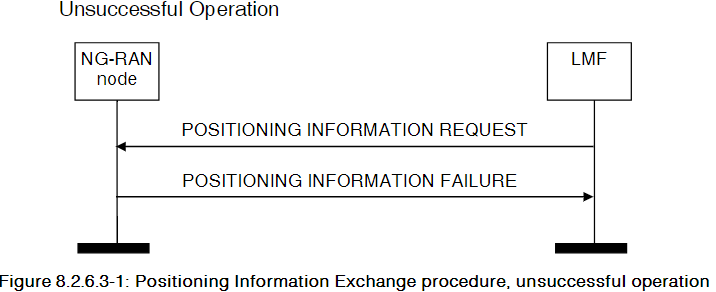 Unsuccessful Operation
NG-RAN
node
LMF
POSITIONING INFORMATION REQUEST
POSITIONING INFORMATION FAILURE
Figure 8.2.6.3-1: Positioning Information Exchange procedure, unsuccessful operation